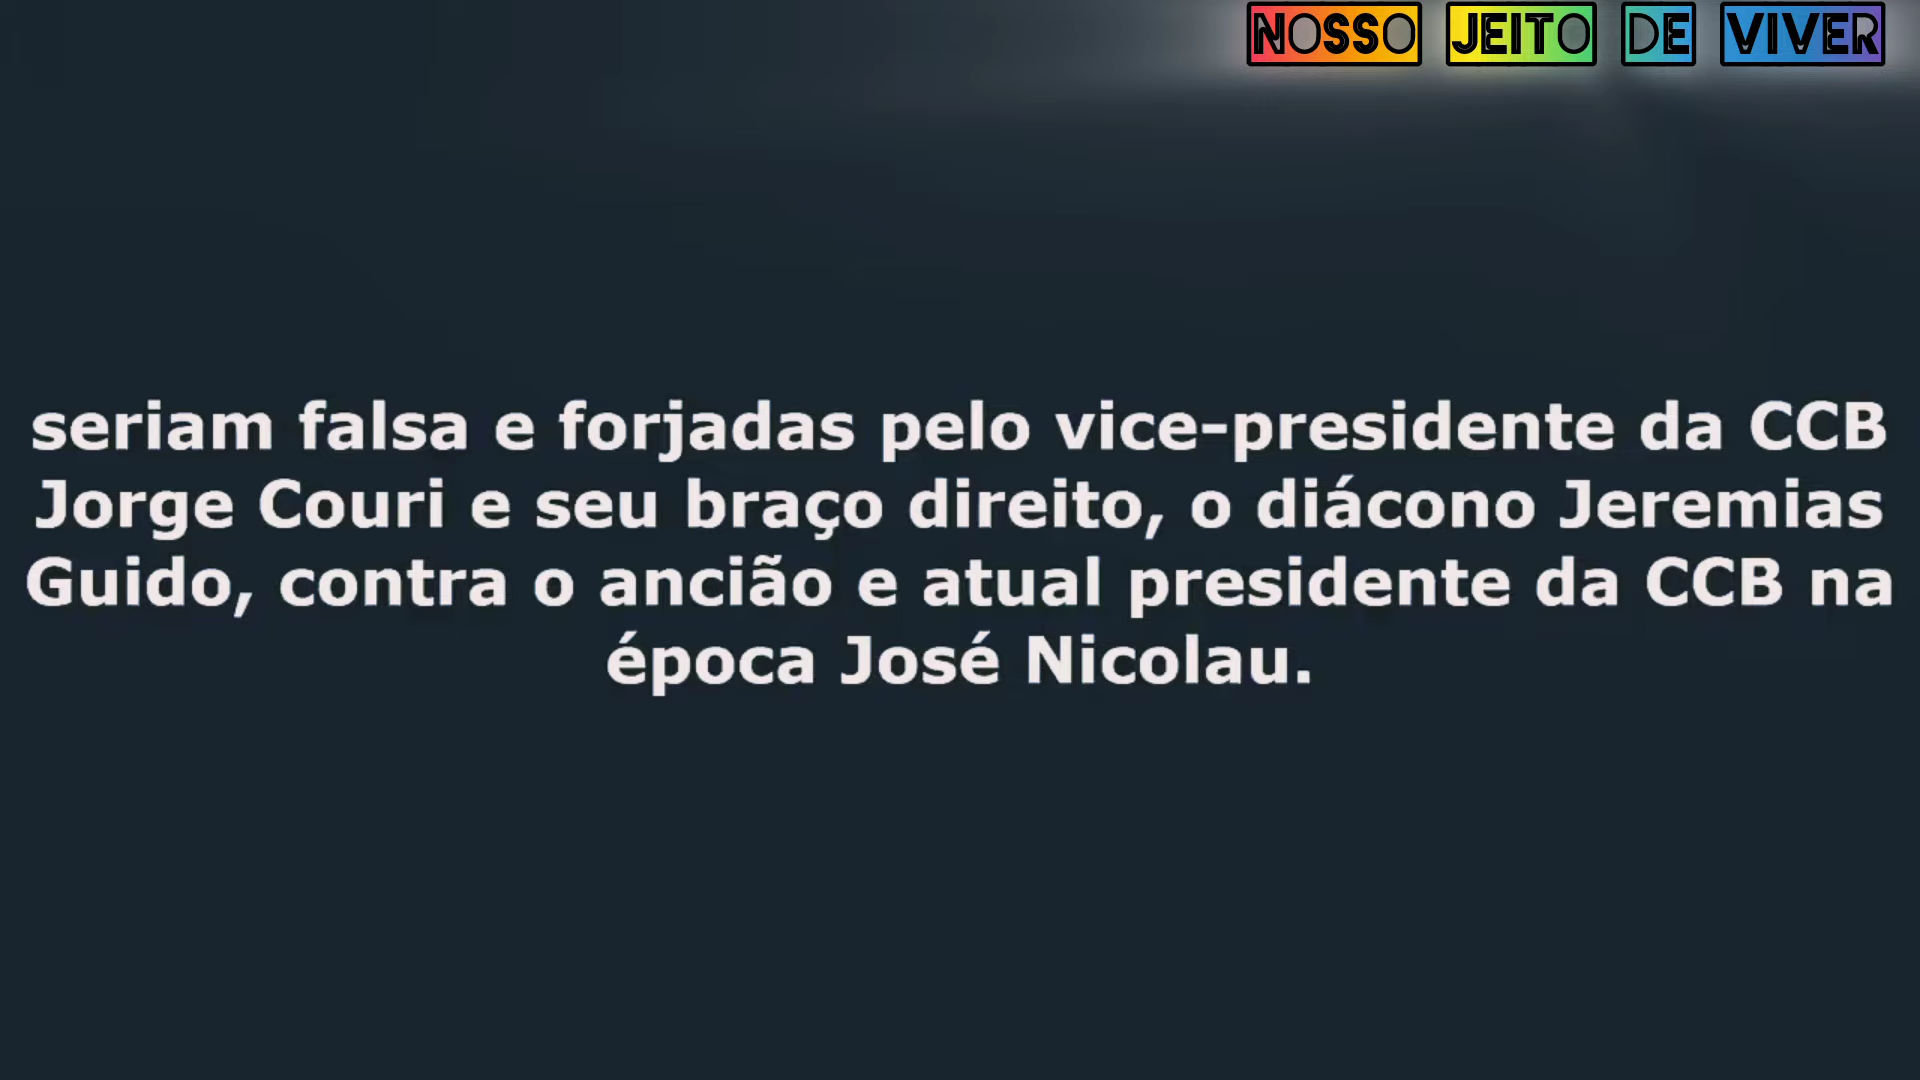 NOSSO JEITO DE VIVER
seriam falsa e forjadas pelo vice-presidente da CCB
Jorge Couri e seu braço direito, o diácono Jeremias
Guido, contra o ancião e atual presidente da CCB na
época José Nicolau.